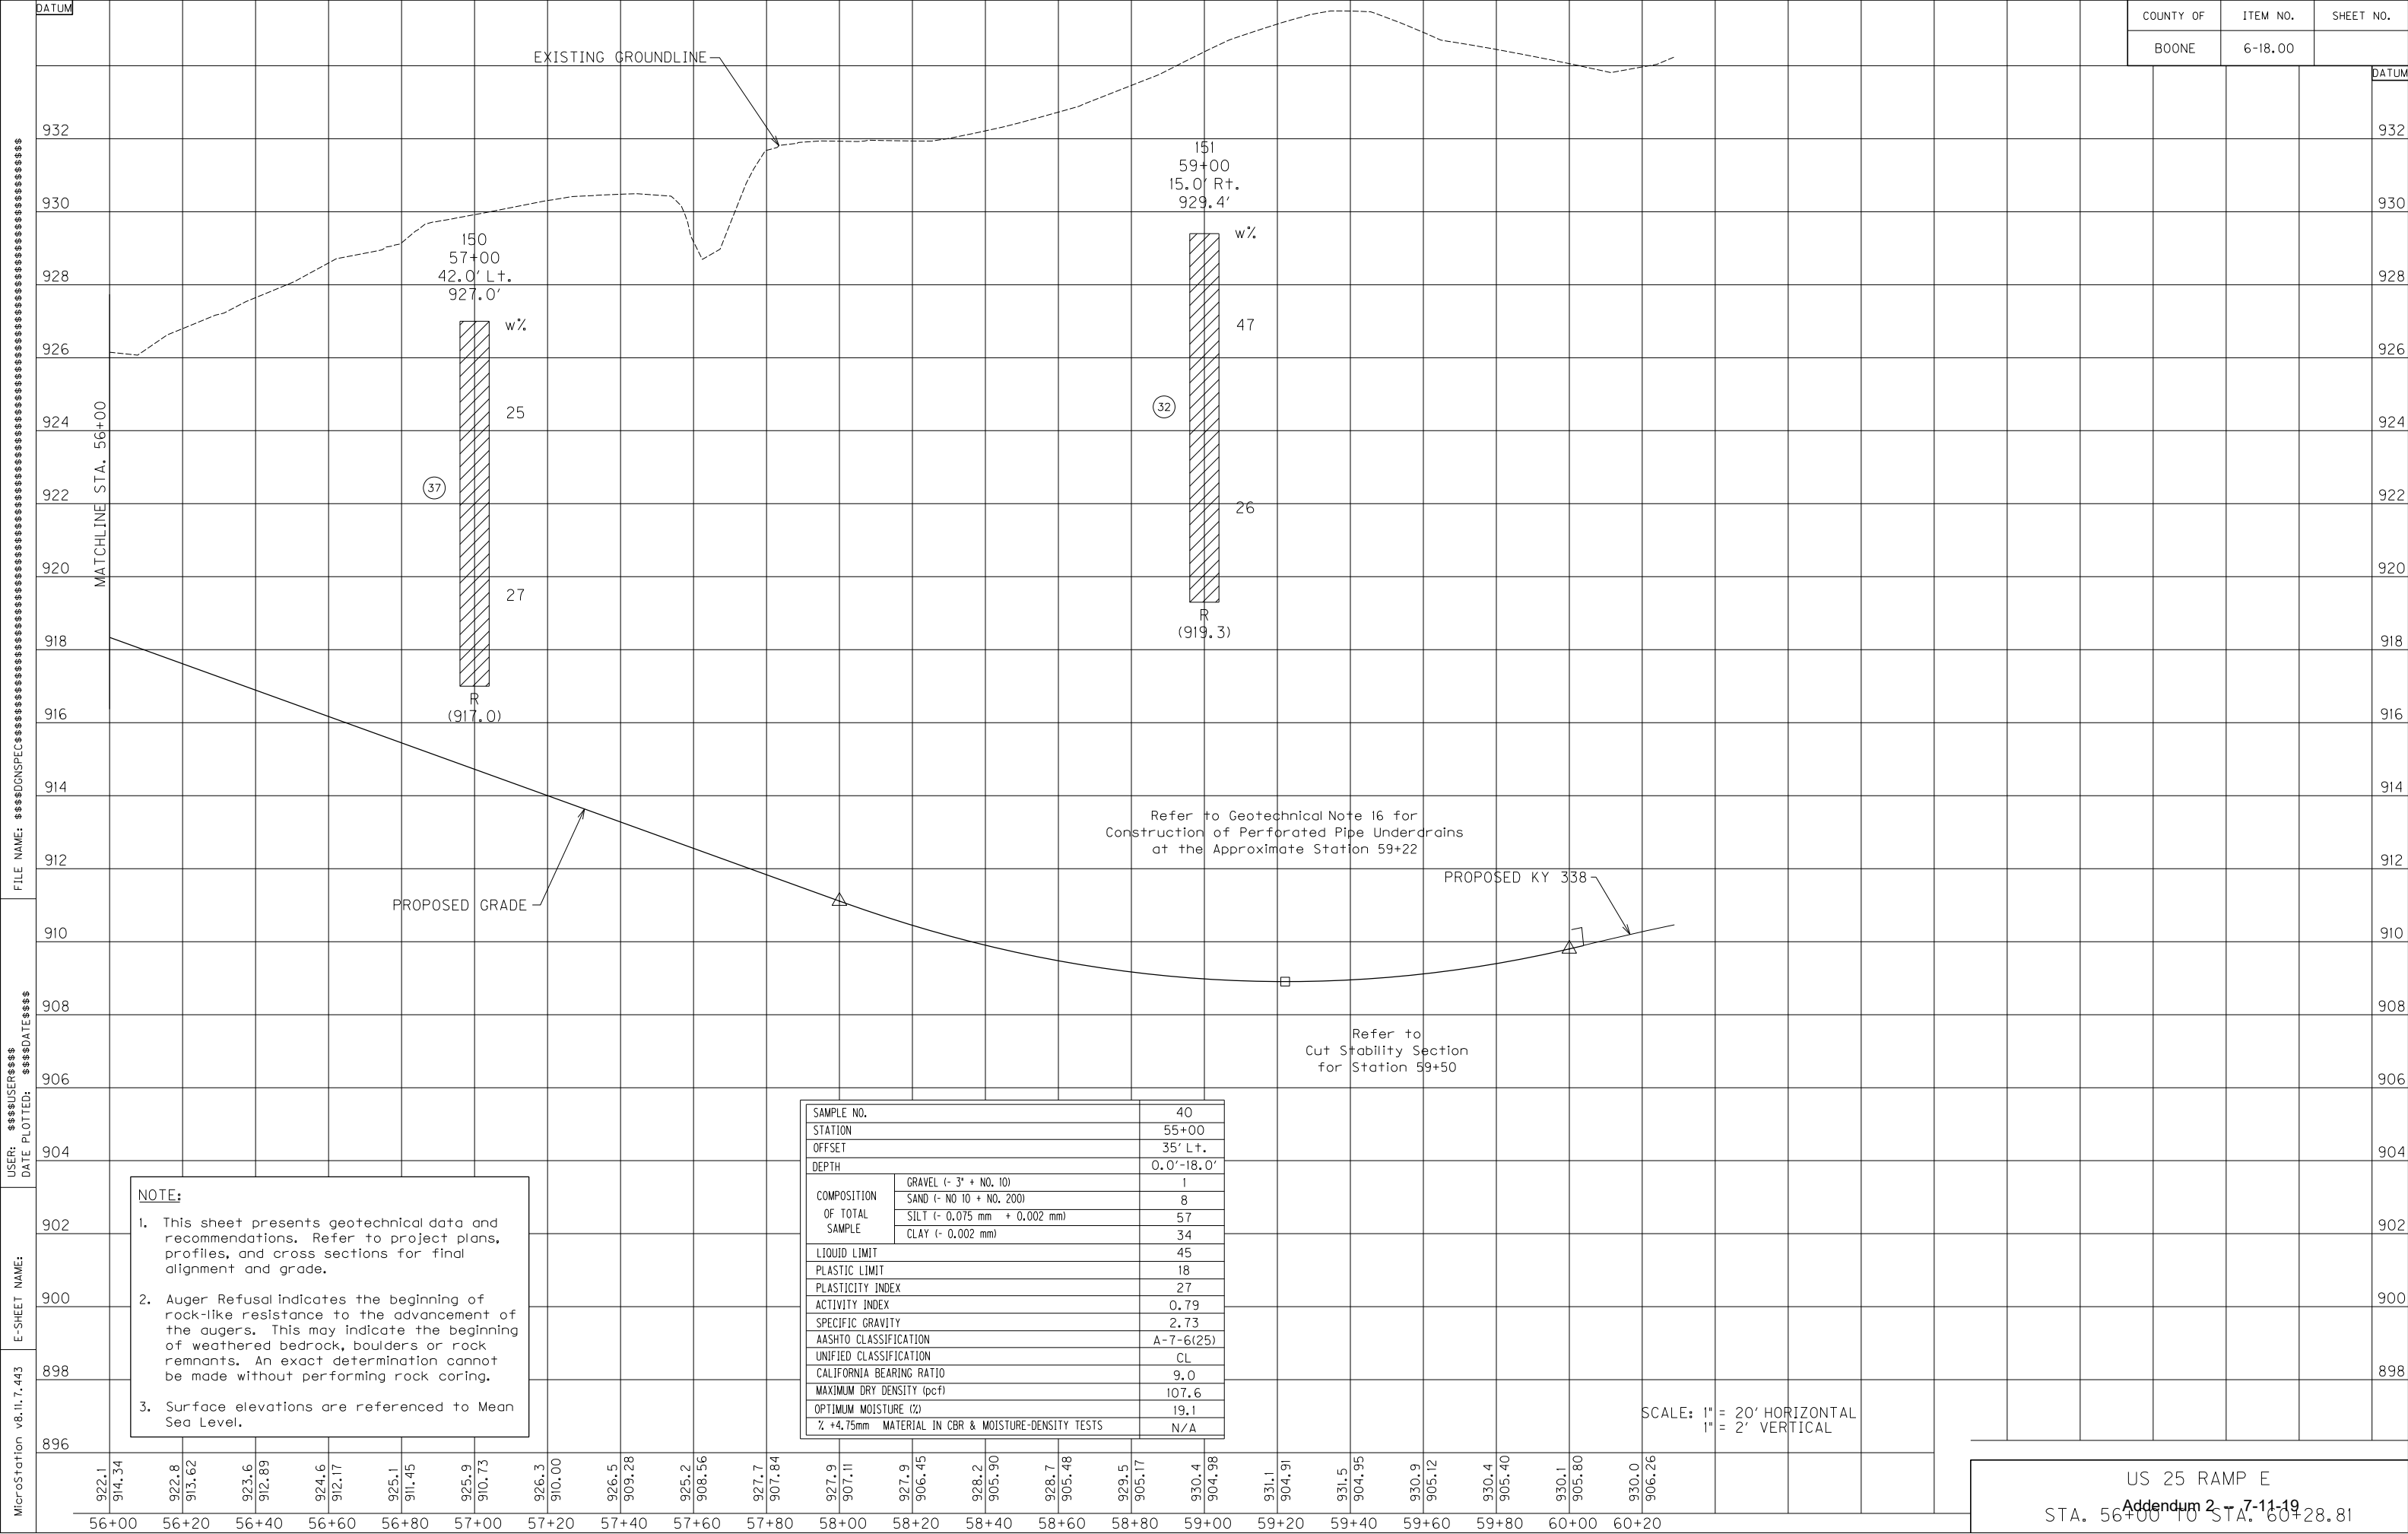 DATUM
COUNTY OF ITEM NO. SHEET NO.
BOONE 6-18.00
DATUM
EXISTING GROUNDLINE
932 932
930 930
928 928
926 926
924 924
922 922
920 920
918 918
916 916
914 914
912 912
910 910
908 908
906 906
904 904
902 902
900 900
898 898
896
MATCHLINE STA. 56+00
150
57+00
42.0' Lt.
927.0'
w%
25
37
27
R
(917.0)
151
59+00
15.0' Rt.
929.4'
w%
47
32
26
R
(919.3)
Refer to Geotechnical Note 16 for
Construction of Perforated Pipe Underdrains
at the Approximate Station 59+22
PROPOSED KY 338
PROPOSED GRADE
Refer to
Cut Stability Section
for Station 59+50
NOTE:
1. This sheet presents geotechnical data and
recommendations. Refer to project plans,
profiles, and cross sections for final
alignment and grade.
2. Auger Refusal indicates the beginning of
rock-like resistance to the advancement of
the augers. This may indicate the beginning
of weathered bedrock, boulders or rock
remnants. An exact determination cannot
be made without performing rock coring.
3. Surface elevations are referenced to Mean
Sea Level.
SAMPLE NO. 40
STATION 55+00
OFFSET 35' Lt.
DEPTH 0.0'-18.0'
COMPOSITION
OF TOTAL
SAMPLE
GRAVEL (- 3" + NO. 10) 1
SAND (- NO 10 + NO. 200) 8
SILT (- 0.075 mm + 0.002 mm) 57
CLAY (- 0.002 mm) 34
LIQUID LIMIT 45
PLASTIC LIMIT 18
PLASTICITY INDEX 27
ACTIVITY INDEX 0.79
SPECIFIC GRAVITY 2.73
AASHTO CLASSIFICATION A-7-6(25)
UNIFIED CLASSIFICATION CL
CALIFORNIA BEARING RATIO 9.0
MAXIMUM DRY DENSITY (pcf) 107.6
OPTIMUM MOISTURE (%) 19.1
% +4.75mm MATERIAL IN CBR & MOISTURE-DENSITY TESTS N/A
SCALE: 1" = 20' HORIZONTAL
1" = 2' VERTICAL
922.1 922.8 923.6 924.6 925.1 925.9 926.3 926.5 925.2 927.7 927.9 927.9 928.2 928.7 929.5 930.4 931.1 931.5 930.9 930.4 930.1 930.0
914.34 913.62 912.89 912.17 911.45 910.73 910.00 909.28 908.56 907.84 907.11 906.45 905.90 905.48 905.17 904.98 904.91 904.95 905.12 905.40 905.80 906.26
56+00 56+20 56+40 56+60 56+80 57+00 57+20 57+40 57+60 57+80 58+00 58+20 58+40 58+60 58+80 59+00 59+20 59+40 59+60 59+80 60+00 60+20
US 25 RAMP E
STA. 56+00 TO STA. 60+28.81
Addendum 2 - 7-11-19
USER: $$$$USER$$$$
DATE PLOTTED: $$$$DATE$$$$
E-SHEET NAME:
MicroStation v8.11.7.443